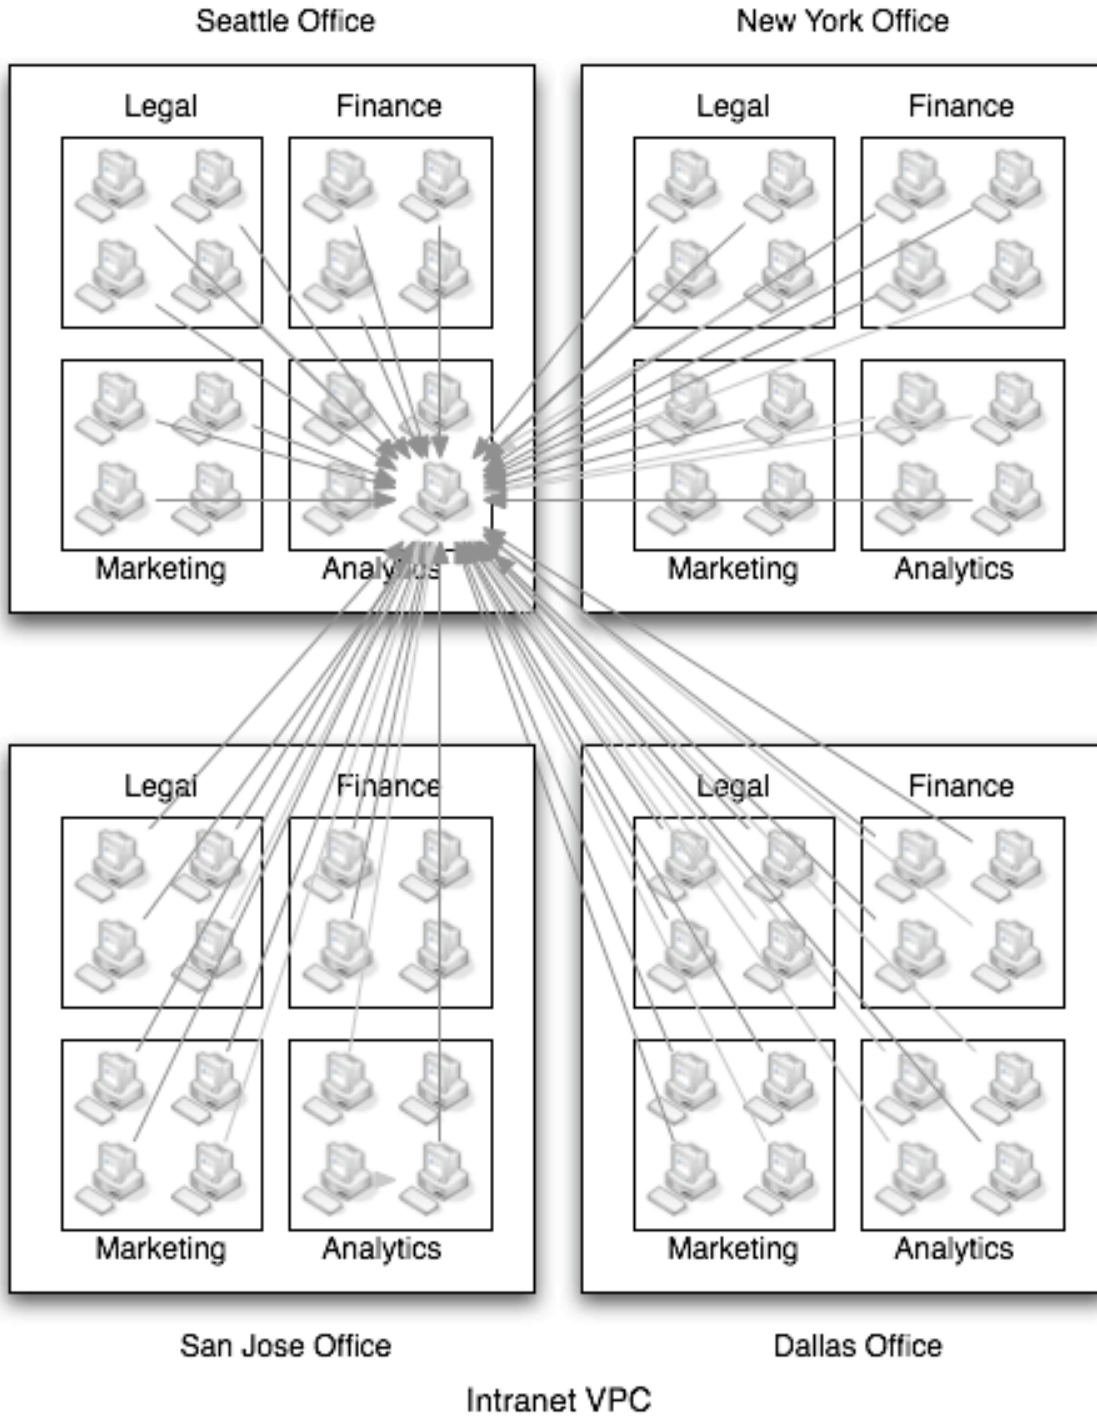 Seattle Office
New York Office
Legal
Finance
Legal
Finance
Marketing
Analytics
Marketing
Analytics
Legal
Finance
Legal
Finance
Marketing
Analytics
Marketing
Analytics
San Jose Office
Dallas Office
Intranet VPC